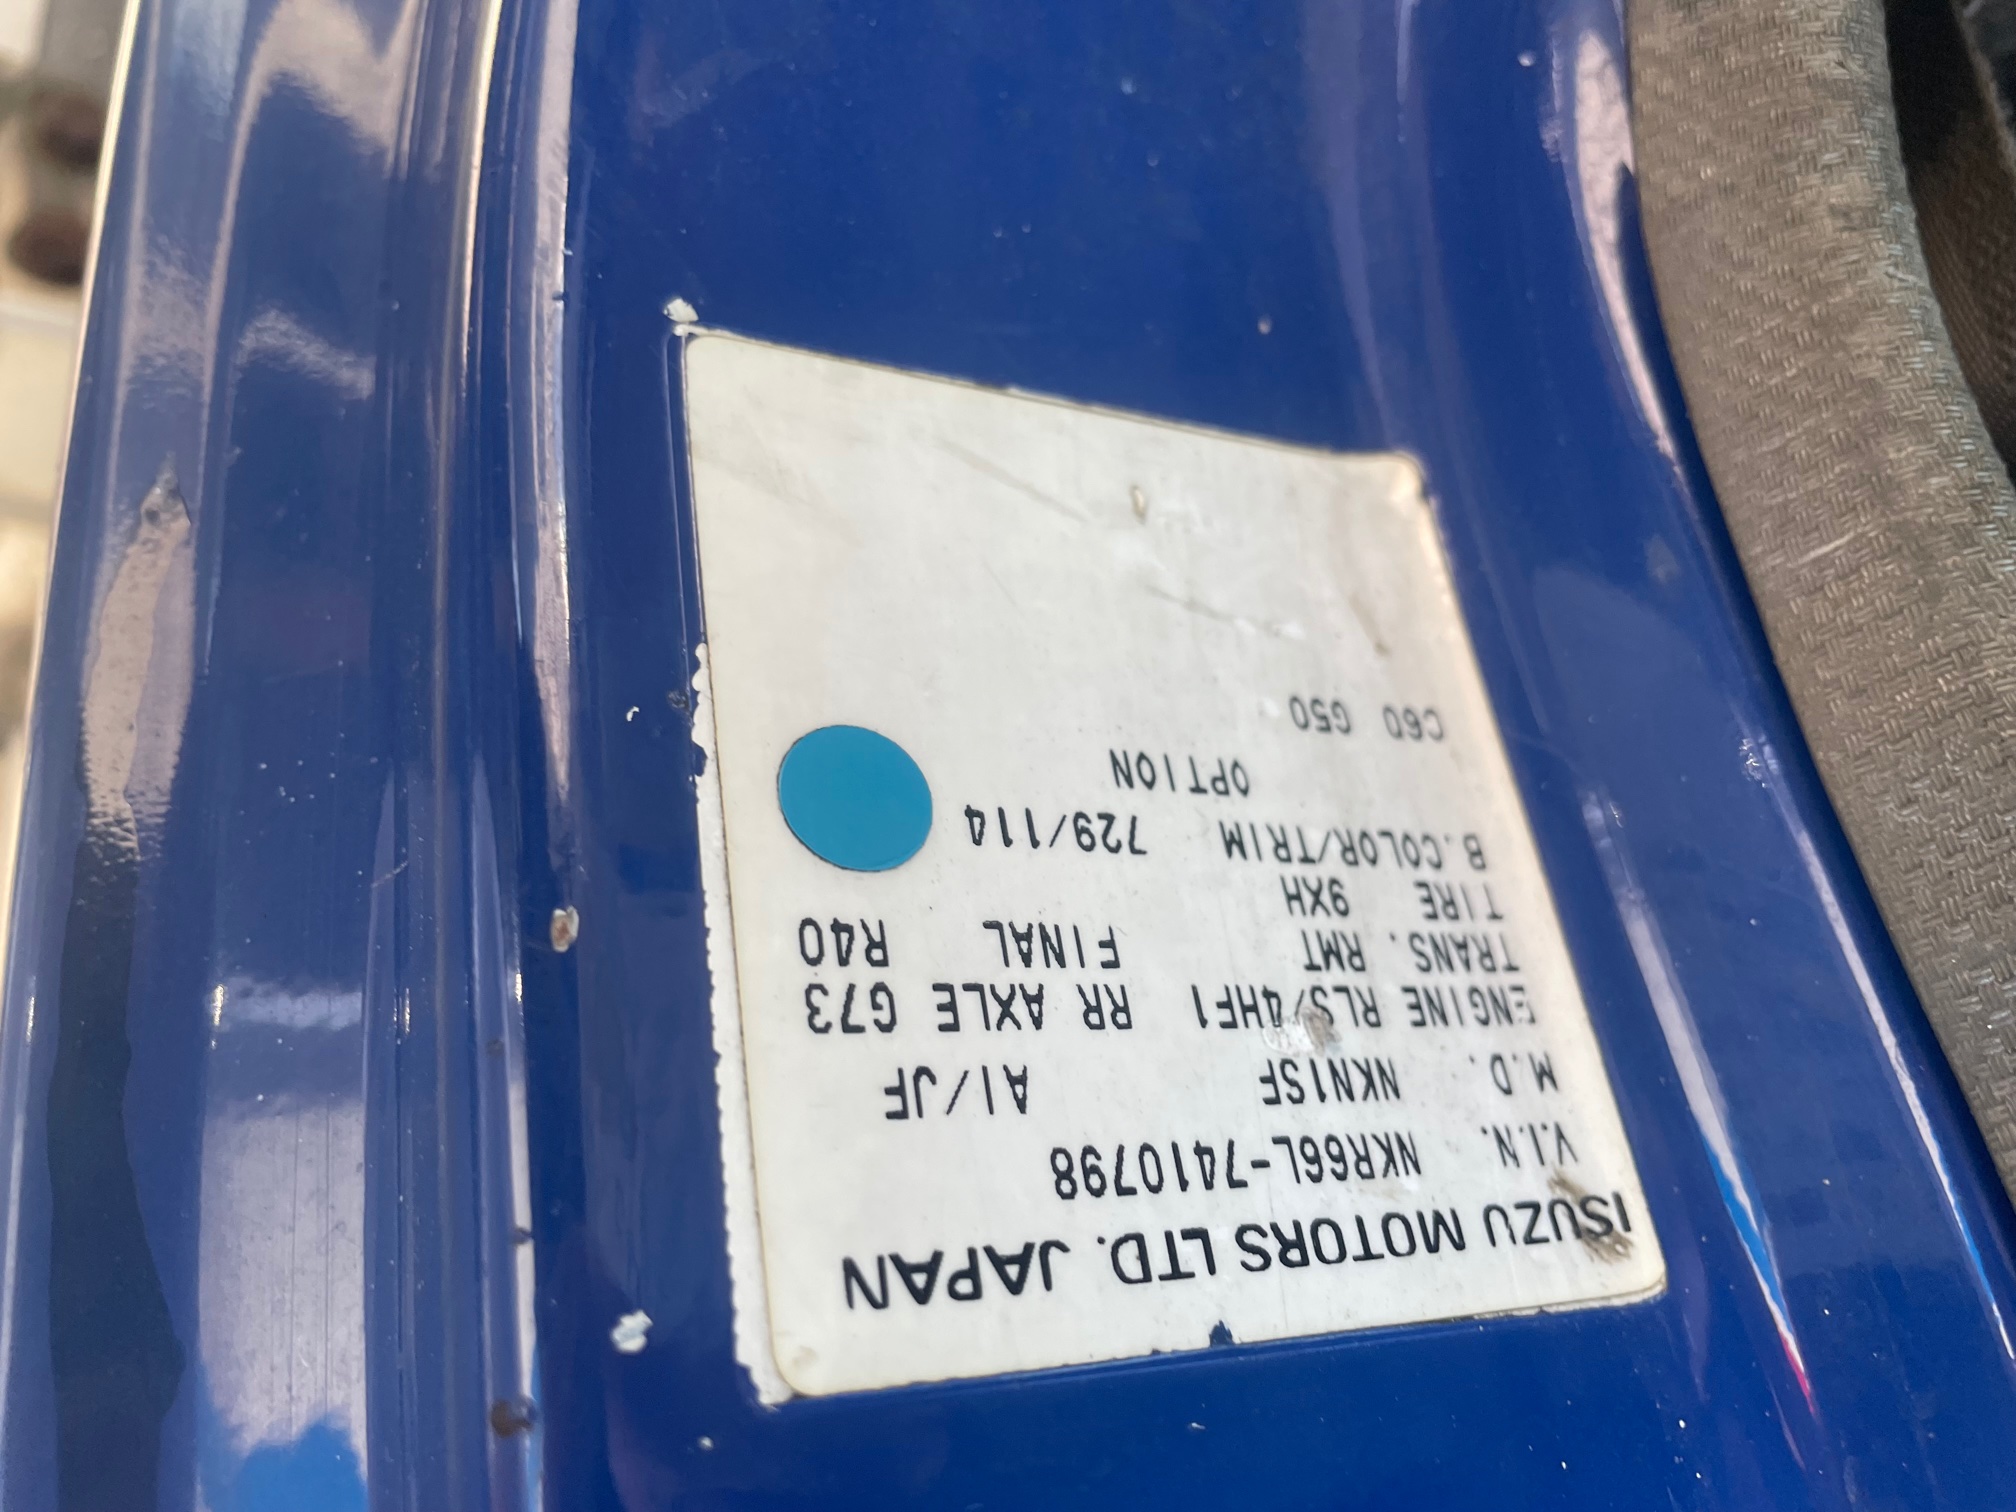 ISUZU MOTORS LTD. JAPAN
V.I.N. NKR66L-7410798
M.D. NKN1SF AI/JF
ENGINE RLS/4HF1 RR AXLE G73
TRANS. RMT FINAL R40
TIRE 9XH
B.COLOR/TRIM 729/114
OPTION
C60 G50